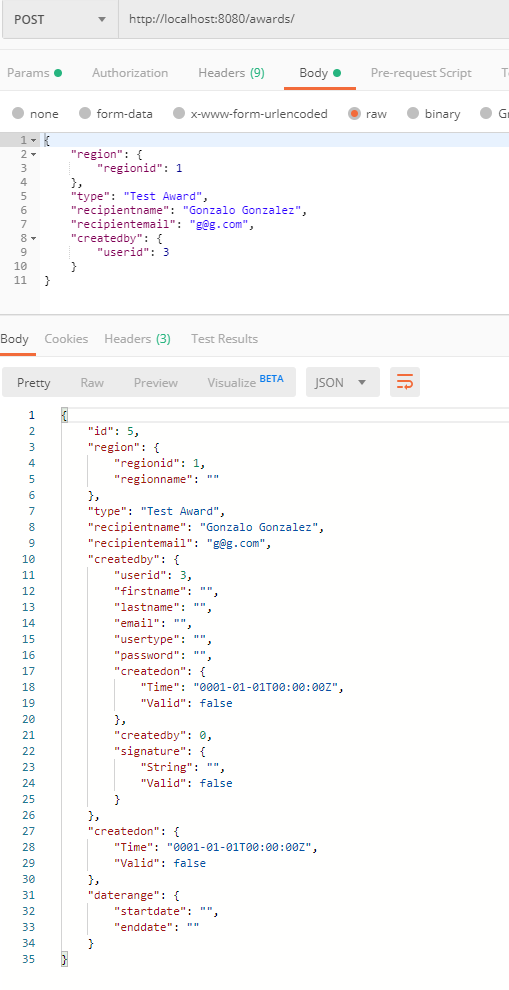 POST http://localhost:8080/awards/
Params Authorization Headers (9) Body Pre-request Script
none form-data x-www-form-urlencoded raw binary
1 {
2 "region": {
3 "regionid": 1
4 },
5 "type": "Test Award",
6 "recipientname": "Gonzalo Gonzalez",
7 "recipientemail": "g@g.com",
8 "createdby": {
9 "userid": 3
10 }
11 }
Body Cookies Headers (3) Test Results
Pretty Raw Preview Visualize BETA JSON
1 {
2 "id": 5,
3 "region": {
4 "regionid": 1,
5 "regionname": ""
6 },
7 "type": "Test Award",
8 "recipientname": "Gonzalo Gonzalez",
9 "recipientemail": "g@g.com",
10 "createdby": {
11 "userid": 3,
12 "firstname": "",
13 "lastname": "",
14 "email": "",
15 "usertype": "",
16 "password": "",
17 "createdon": {
18 "Time": "0001-01-01T00:00:00Z",
19 "Valid": false
20 },
21 "createdby": 0,
22 "signature": {
23 "String": "",
24 "Valid": false
25 }
26 },
27 "createdon": {
28 "Time": "0001-01-01T00:00:00Z",
29 "Valid": false
30 },
31 "daterange": {
32 "startdate": "",
33 "enddate": ""
34 }
35 }